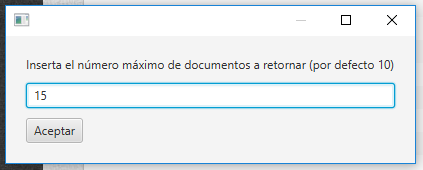 Inserta el número máximo de documentos a retornar (por defecto 10)
15
Aceptar